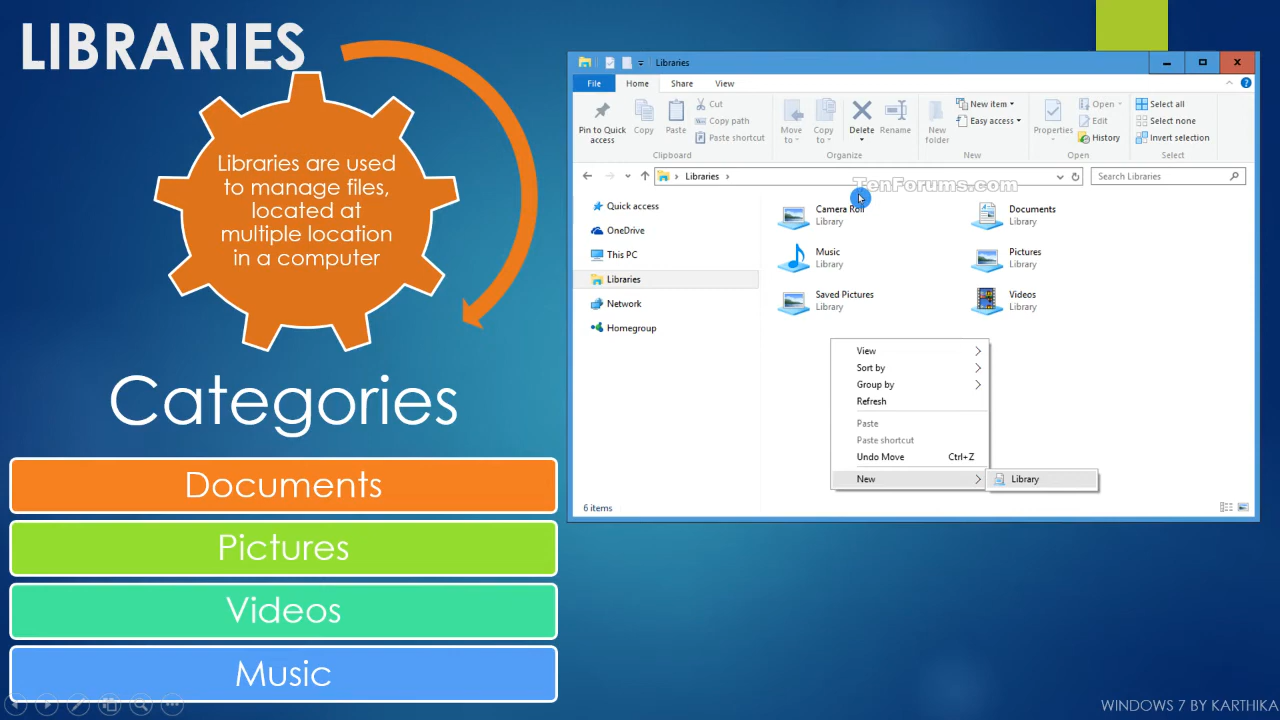 LIBRARIES
Libraries are used
to manage files,
located at
multiple location
in a computer
Categories
Documents
Pictures
Videos
Music
Libraries
File Home Share View
Pin to Quick access
Copy
Paste
Cut
Copy path
Paste shortcut
Clipboard
Move to
Copy to
Delete
Rename
Organize
New folder
New item
Easy access
New
Properties
Open
Edit
History
Open
Select all
Select none
Invert selection
Select
Libraries
Search Libraries
TenForums.com
Quick access
OneDrive
This PC
Libraries
Network
Homegroup
Camera Roll
Library
Documents
Library
Music
Library
Pictures
Library
Saved Pictures
Library
Videos
Library
View
Sort by
Group by
Refresh
Paste
Paste shortcut
Undo Move Ctrl+Z
New
Library
6 items
WINDOWS 7 BY KARTHIKA